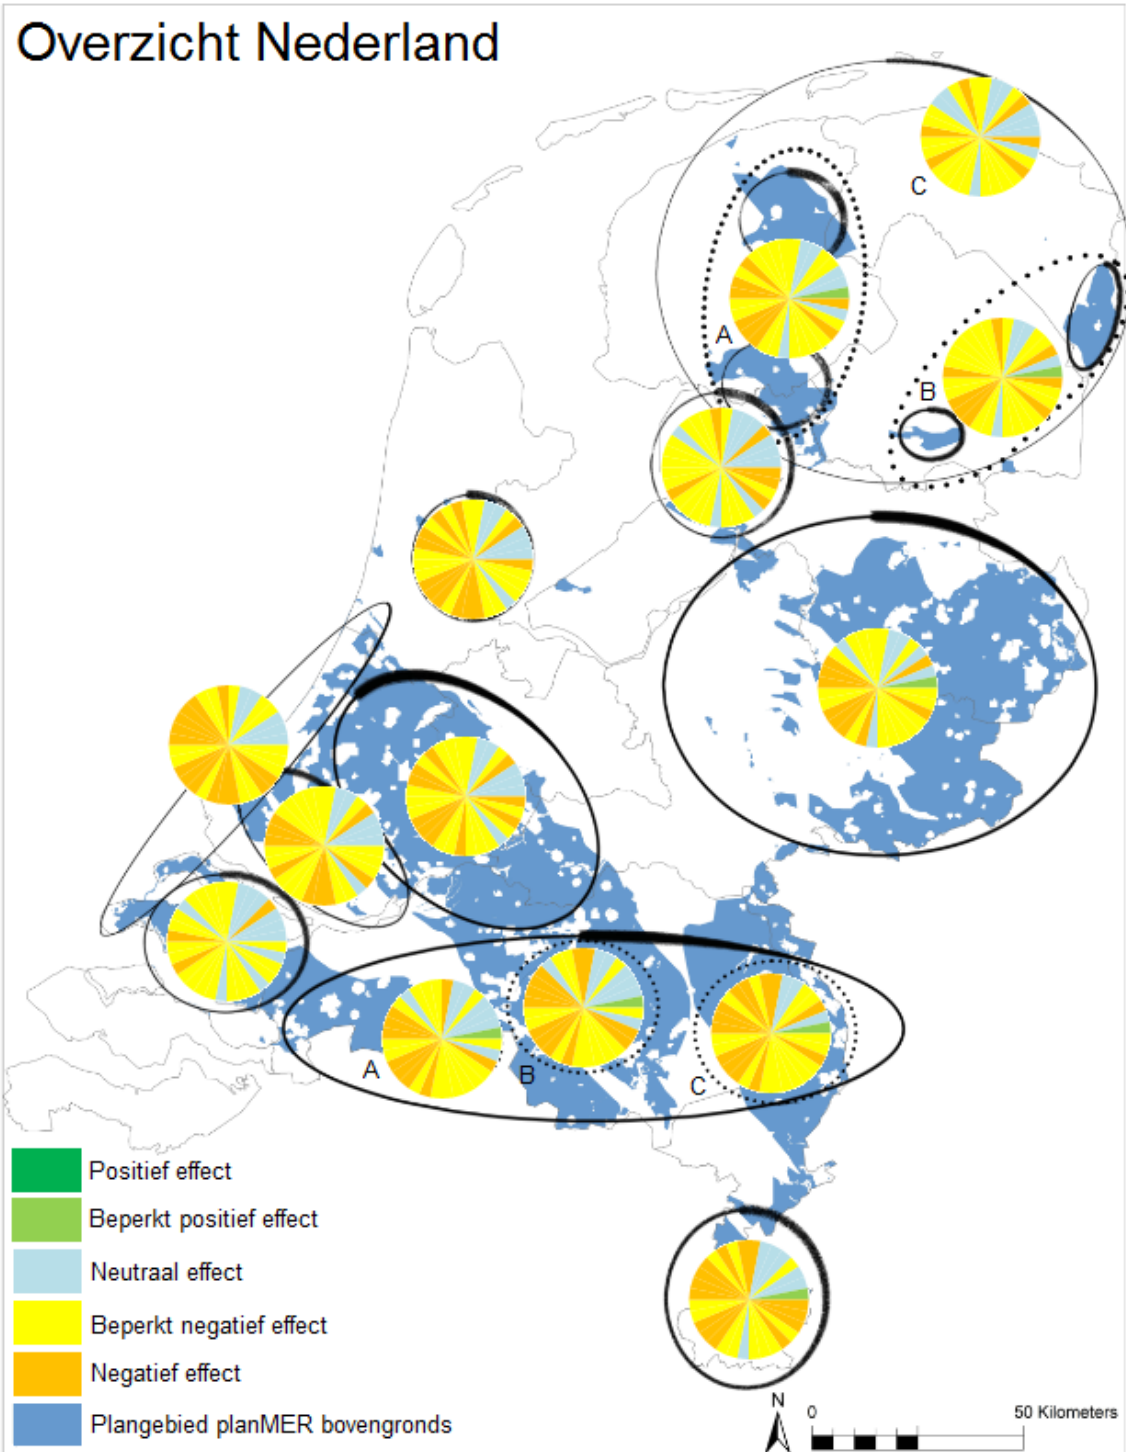 Overzicht Nederland
C
A
B
A
B
C
Positief effect
Beperkt positief effect
Neutraal effect
Beperkt negatief effect
Negatief effect
Plangebied planMER bovengronds
N
0 50 Kilometers